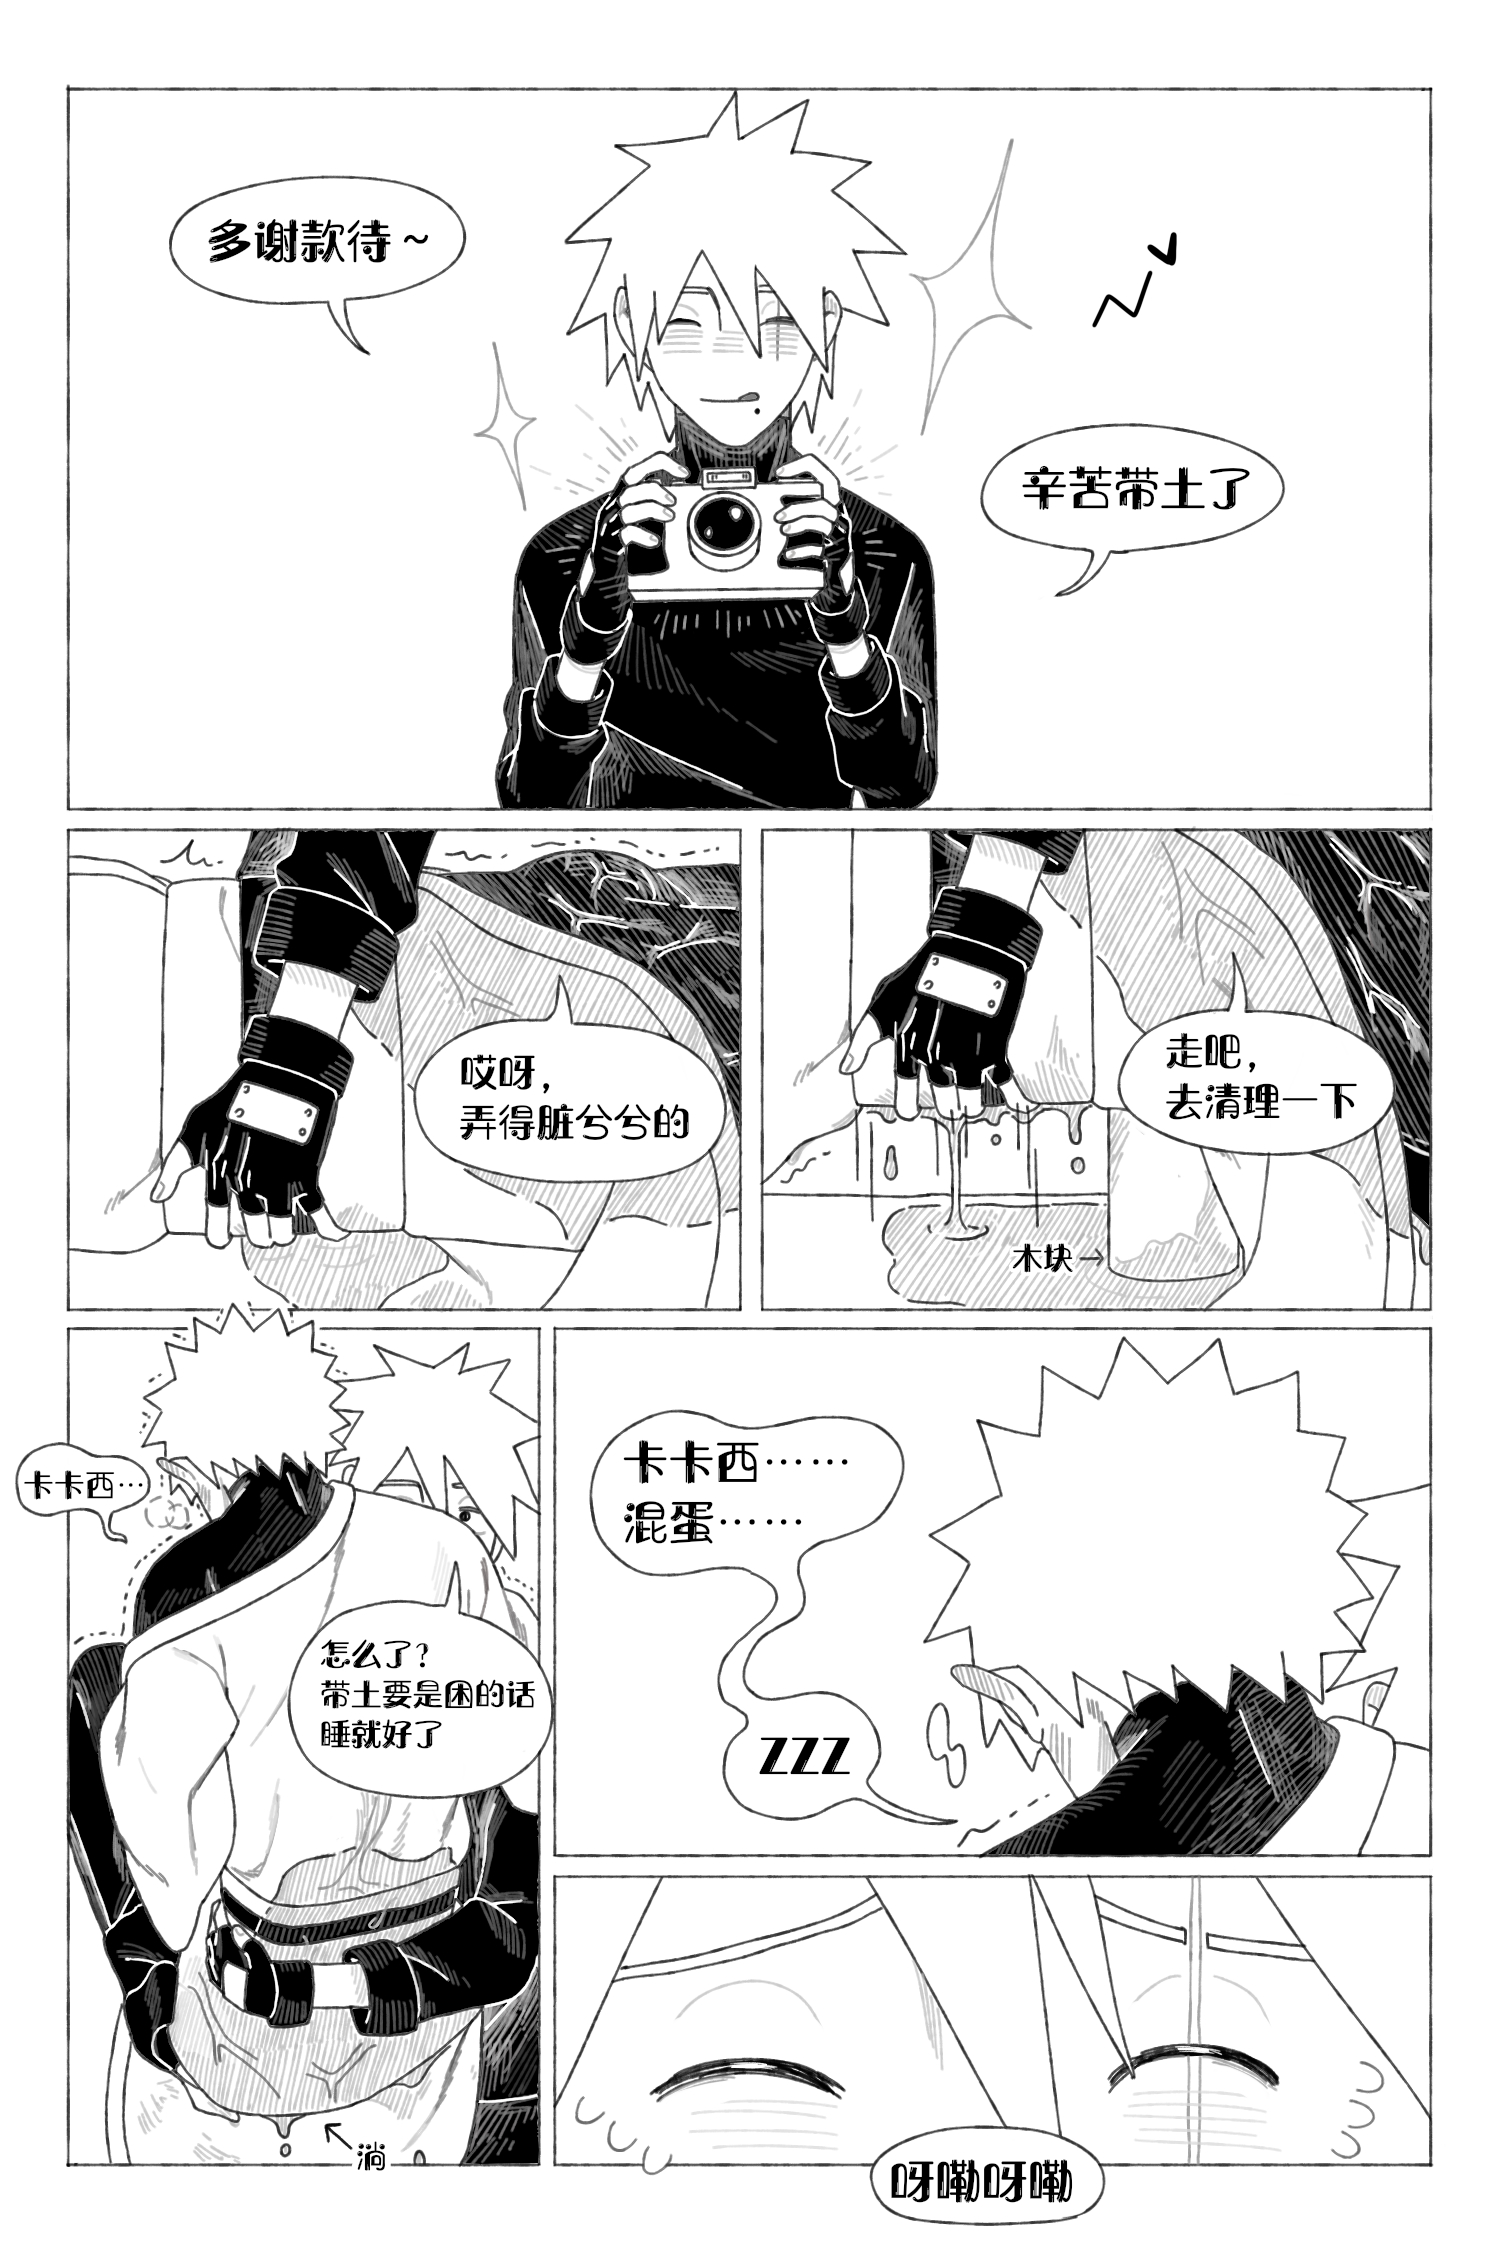 多谢款待~
辛苦带土了
哎呀，
弄得脏兮兮的
走吧，
去清理一下
木块→
卡卡西…
怎么了？
带土要是困的话
睡就好了
淌
卡卡西……
混蛋……
ZZZ
呀嘞呀嘞